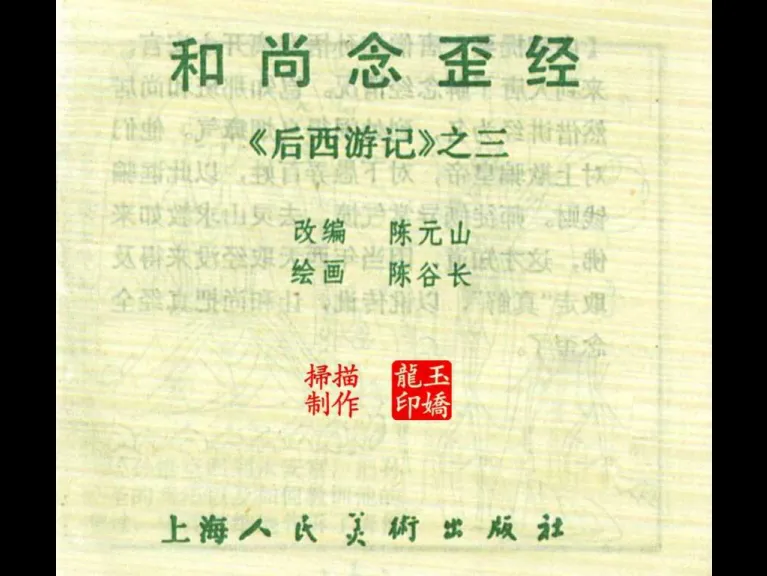 和尚念歪经
《后西游记》之三
改编 陈元山
绘画 陈谷长
掃描 龍玉
制作 印嬌
上海人民美術出版社